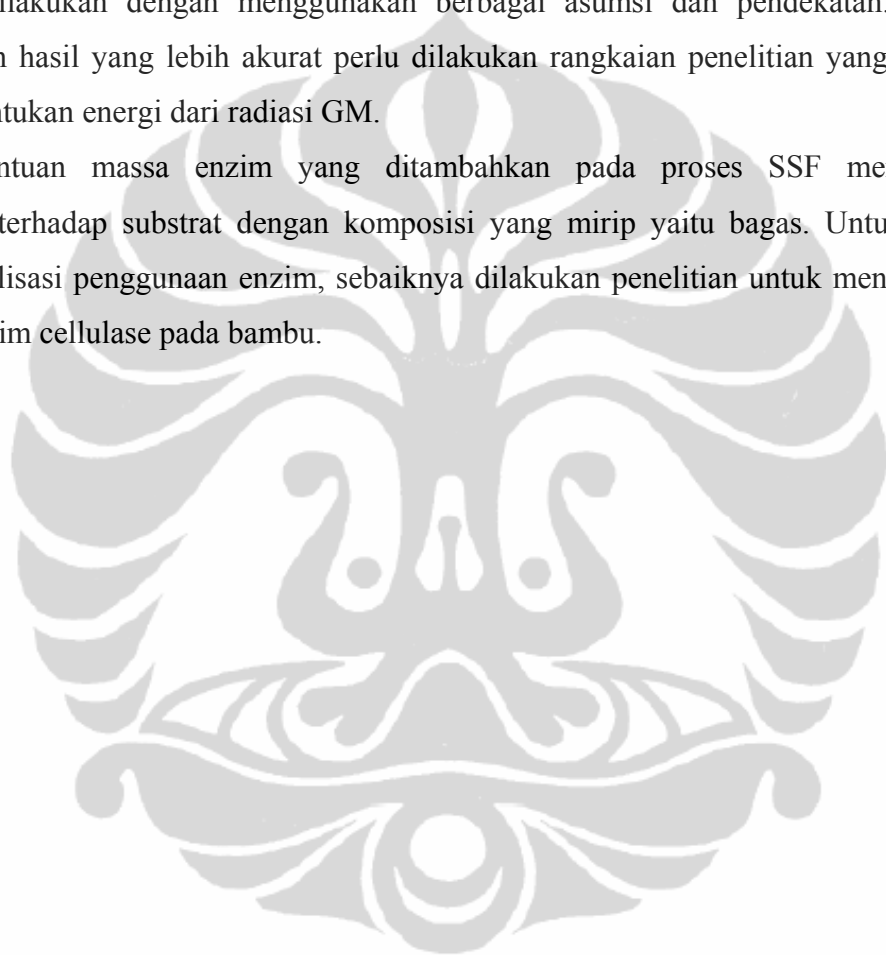 ilakukan dengan menggunakan berbagai asumsi dan pendekatan.
n hasil yang lebih akurat perlu dilakukan rangkaian penelitian yang
ntukan energi dari radiasi GM.
ntuan massa enzim yang ditambahkan pada proses SSF me
terhadap substrat dengan komposisi yang mirip yaitu bagas. Untu
lisasi penggunaan enzim, sebaiknya dilakukan penelitian untuk men
im cellulase pada bambu.